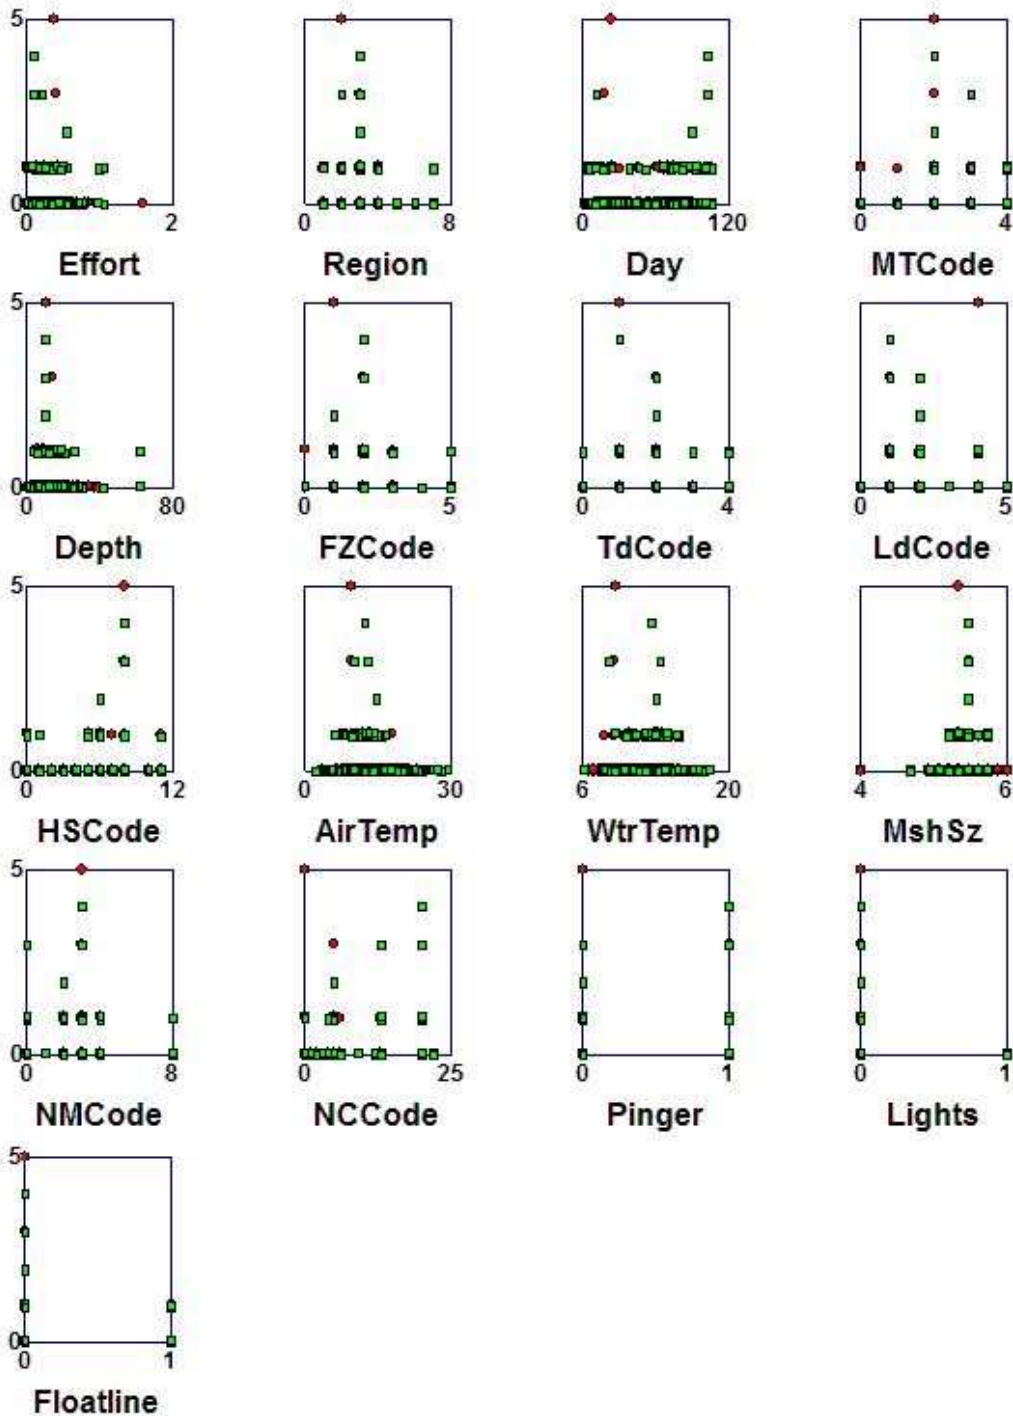 5
0
0 2 0 8 0 120 0 4
Effort Region Day MTCode
5
0
0 80 0 5 0 4 0 5
Depth FZCode TdCode LdCode
5
0
0 12 0 30 6 20 4 6
HSCode AirTemp WtrTemp MshSz
5
0
0 8 0 25 0 1 0 1
NMCode NCCode Pinger Lights
5
0
0 1
Floatline